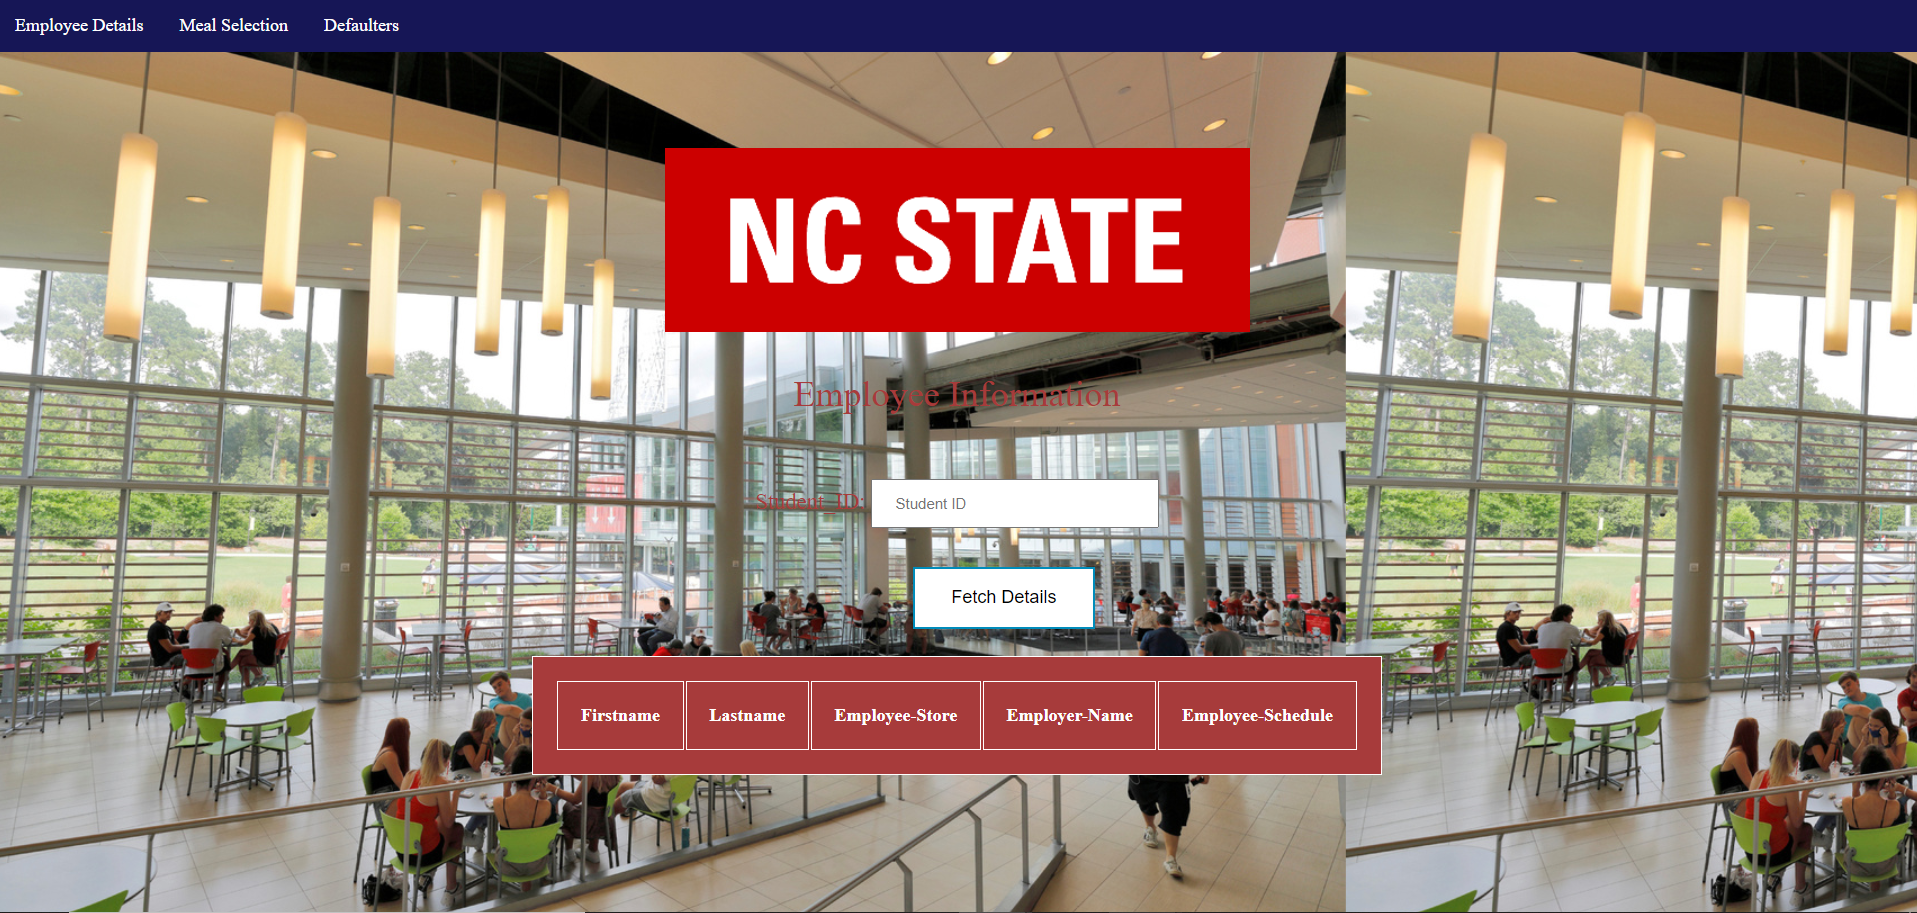 Employee Details Meal Selection Defaulters
NC STATE
Employee Information
Student ID: Student ID
Fetch Details
Firstname Lastname Employee-Store Employer-Name Employee-Schedule